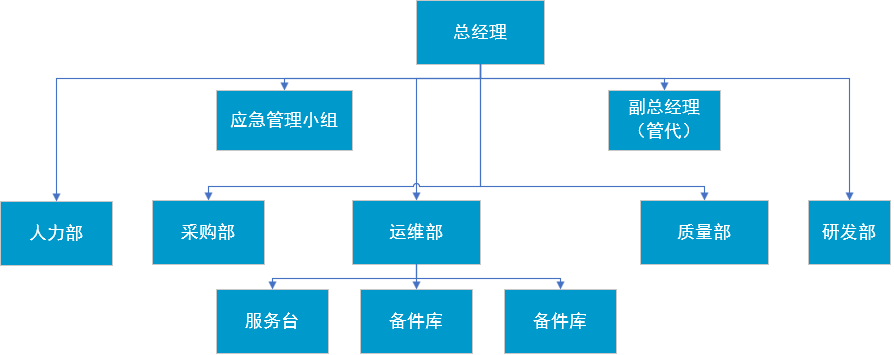 总经理
应急管理小组
副总经理
（管代）
人力部
采购部
运维部
质量部
研发部
服务台
备件库
备件库